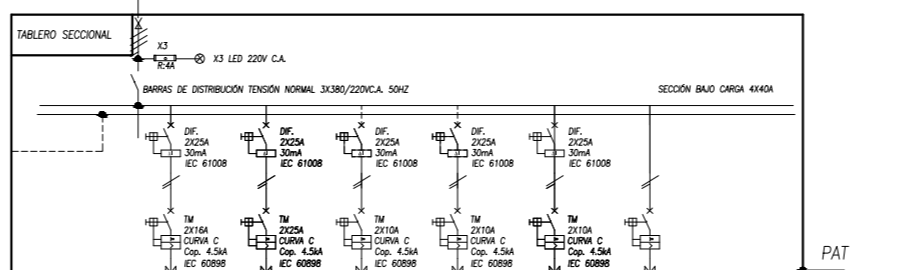 TABLERO SECCIONAL
X3
R:4A
X3 LED 220V C.A.
BARRAS DE DISTRIBUCIÓN TENSIÓN NORMAL 3X380/220VC.A. 50HZ
SECCIÓN BAJO CARGA 4X40A
DIF.
2X25A
30mA
IEC 61008
DIF.
2X25A
30mA
IEC 61008
DIF.
2X25A
30mA
IEC 61008
DIF.
2X25A
30mA
IEC 61008
DIF.
2X25A
30mA
IEC 61008
TM
2X16A
CURVA C
Cap. 4.5kA
IEC 60898
TM
2X25A
CURVA C
Cap. 4.5kA
IEC 60898
TM
2X10A
CURVA C
Cap. 4.5kA
IEC 60898
TM
2X10A
CURVA C
Cap. 4.5kA
IEC 60898
TM
2X10A
CURVA C
Cap. 4.5kA
IEC 60898
PAT